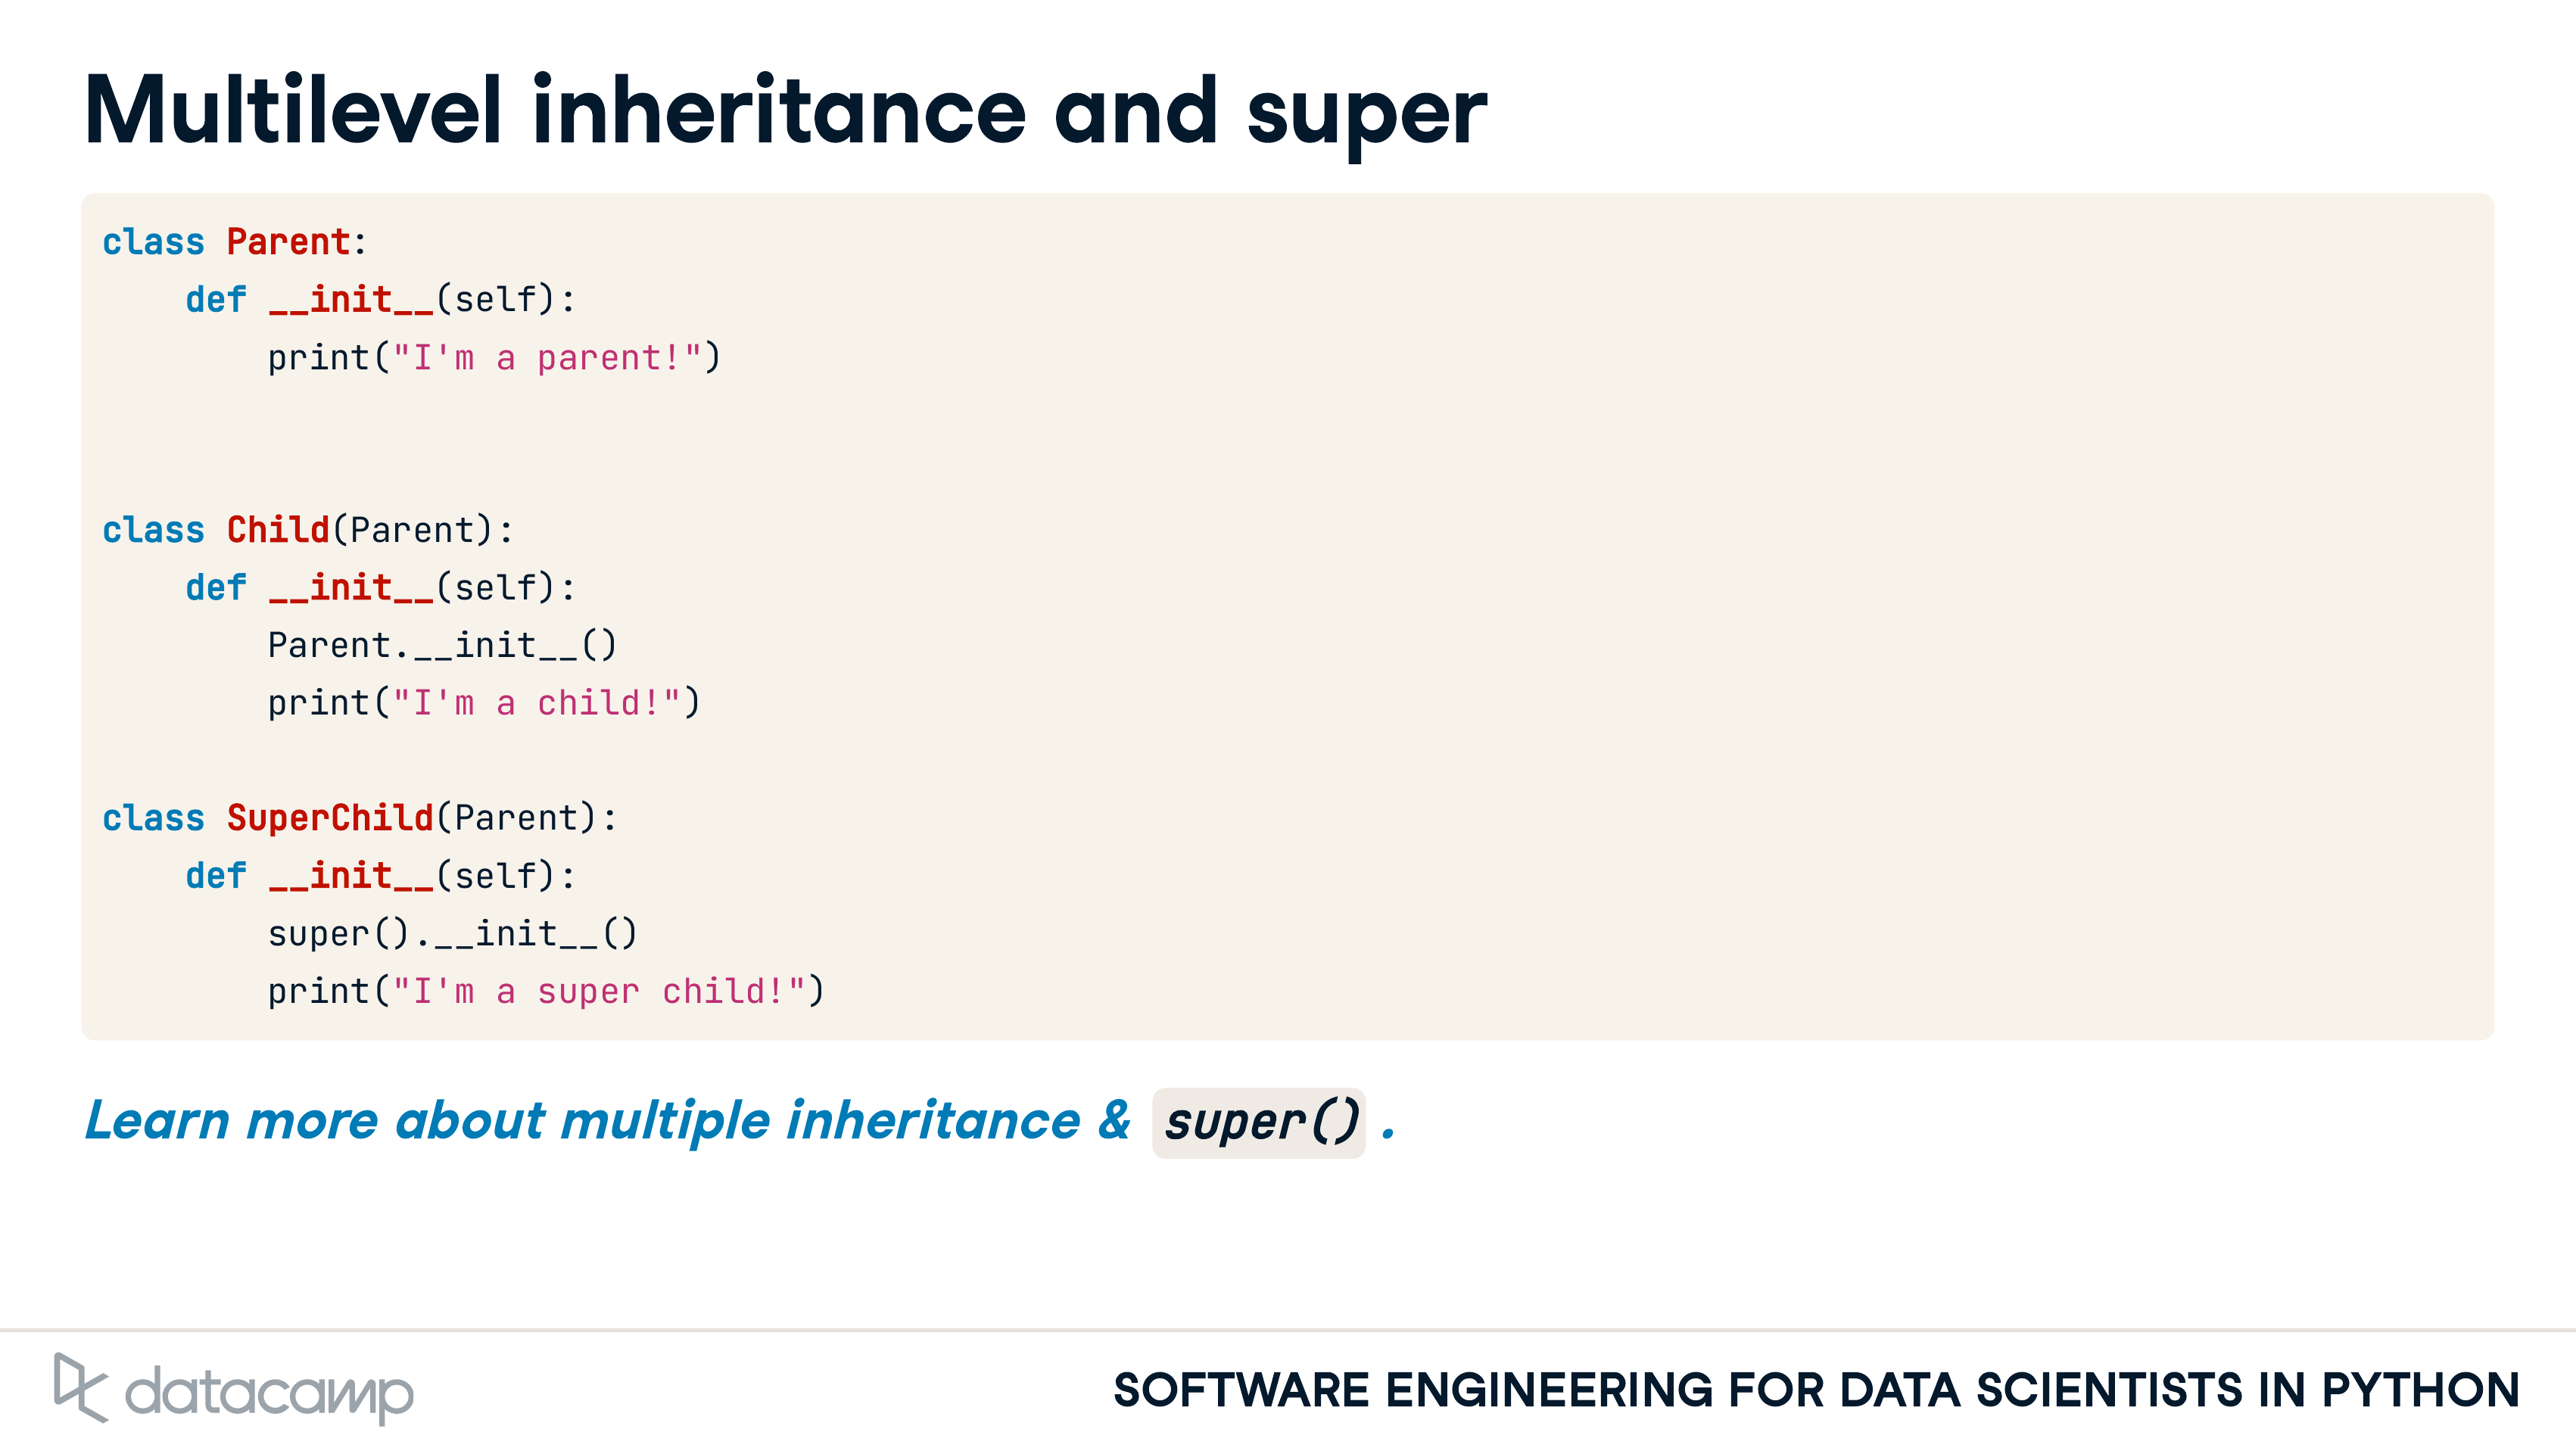 Multilevel inheritance and super
class Parent:
    def __init__(self):
        print("I'm a parent!")
class Child(Parent):
    def __init__(self):
        Parent.__init__()
        print("I'm a child!")
class SuperChild(Parent):
    def __init__(self):
        super().__init__()
        print("I'm a super child!")
Learn more about multiple inheritance & super() .
datacamp
SOFTWARE ENGINEERING FOR DATA SCIENTISTS IN PYTHON